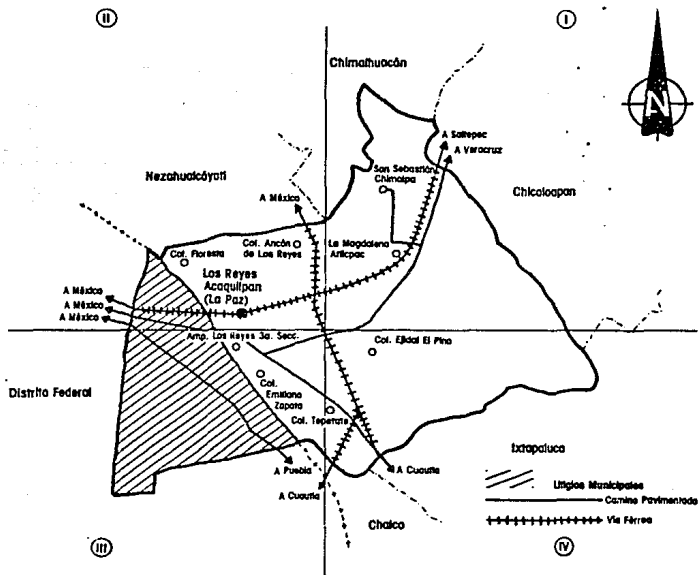 II
I
Chimalhuacán
N
A Saltepec
A Veracruz
San Sebastián
Chimalpa
Nezahualcóyotl
Chicoloapan
A México
Col. Ancón
de Los Reyes
La Magdalena
Atlicpac
Col. Floresta
Los Reyes
Acaquilpan
(La Paz)
A México
A México
A México
Amp. Los Reyes 3a. Secc.
Col. Ejidal El Pino
Distrito Federal
Col.
Emiliano
Zapata
Col. Tepetate
Ixtapaluca
A Puebla
A Cuautla
A Cuautla
Litigios Municipales
Camino Pavimentado
Vía Férrea
Chalco
III
IV